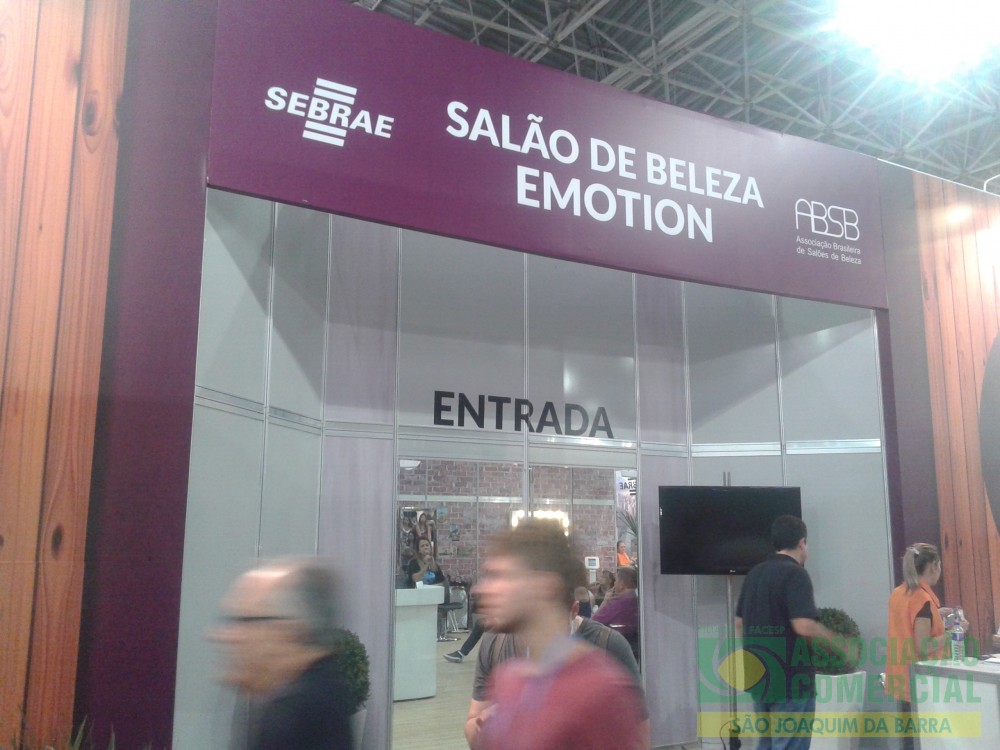 SEBRAE
SALÃO DE BELEZA
EMOTION
ABSB
Associação Brasileira
de Salões de Beleza
ENTRADA
FACESP
ASSOCIAÇÃO
COMERCIAL
SÃO JOAQUIM DA BARRA